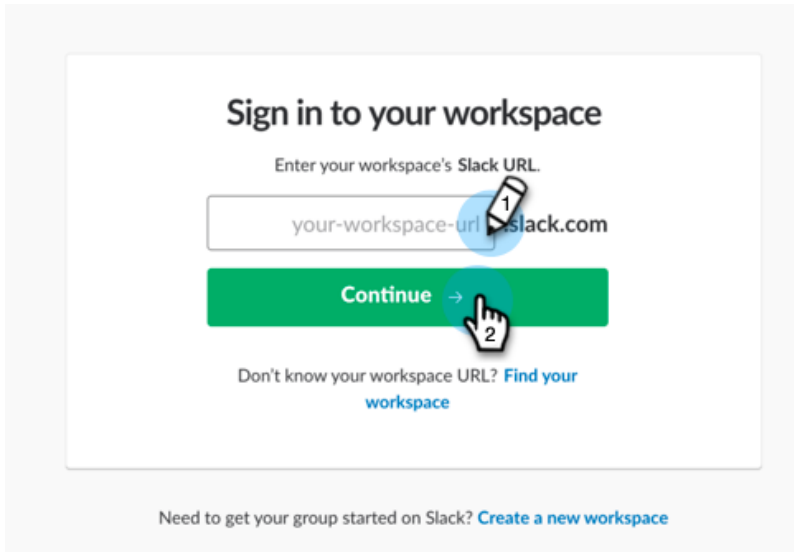 Sign in to your workspace
Enter your workspace's Slack URL.
1
your-workspace-url .slack.com
Continue →
2
Don't know your workspace URL? Find your
workspace
Need to get your group started on Slack? Create a new workspace